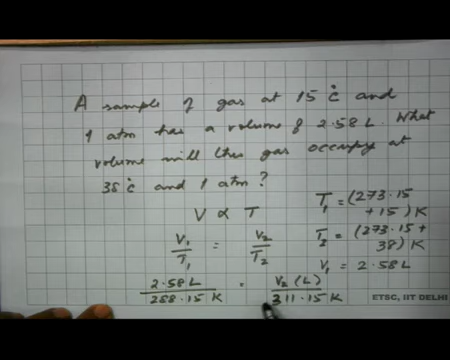 A sample of gas at 15 °C and
1 atm has a volume of 2.58 L. What
volume will this gas occupy at
38 °C and 1 atm?
V ∝ T
V₁/T₁ = V₂/T₂
2.58 L / 288.15 K = V₂ (L) / 311.15 K
T₁ = (273.15
+ 15) K
T₂ = (273.15 +
38) K
V₁ = 2.58 L
ETSC, IIT DELHI